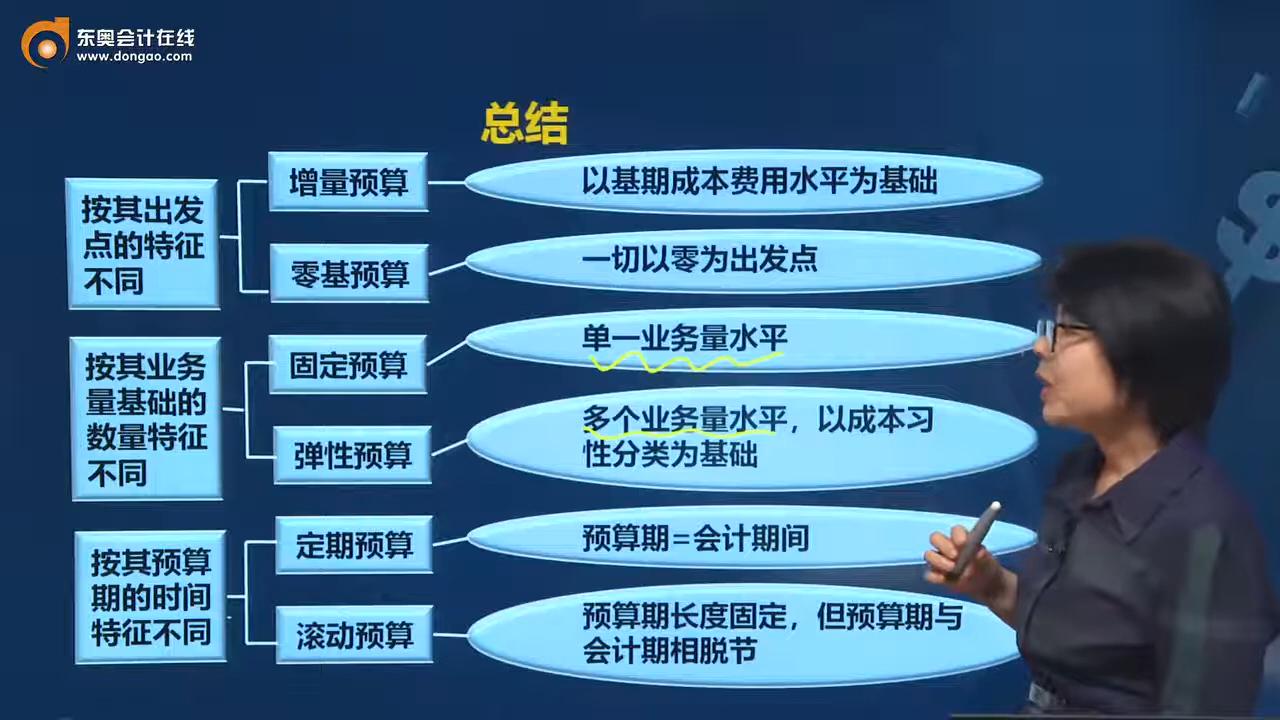 东奥会计在线
www.dongao.com
总结
按其出发
点的特征
不同
增量预算
以基期成本费用水平为基础
零基预算
一切以零为出发点
按其业务
量基础的
数量特征
不同
固定预算
单一业务量水平
弹性预算
多个业务量水平，以成本习
性分类为基础
按其预算
期的时间
特征不同
定期预算
预算期=会计期间
滚动预算
预算期长度固定，但预算期与
会计期相脱节